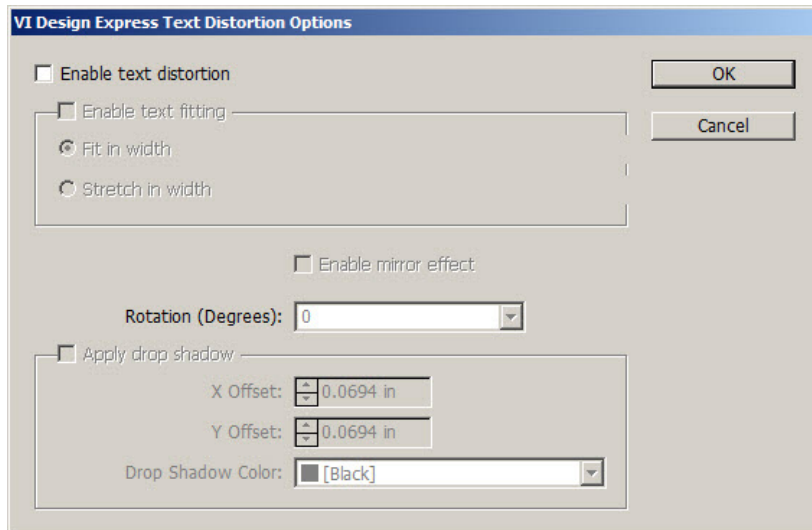 VI Design Express Text Distortion Options
Enable text distortion
OK
Enable text fitting
Cancel
Fit in width
Stretch in width
Enable mirror effect
Rotation (Degrees): 0
Apply drop shadow
X Offset: 0.0694 in
Y Offset: 0.0694 in
Drop Shadow Color: [Black]